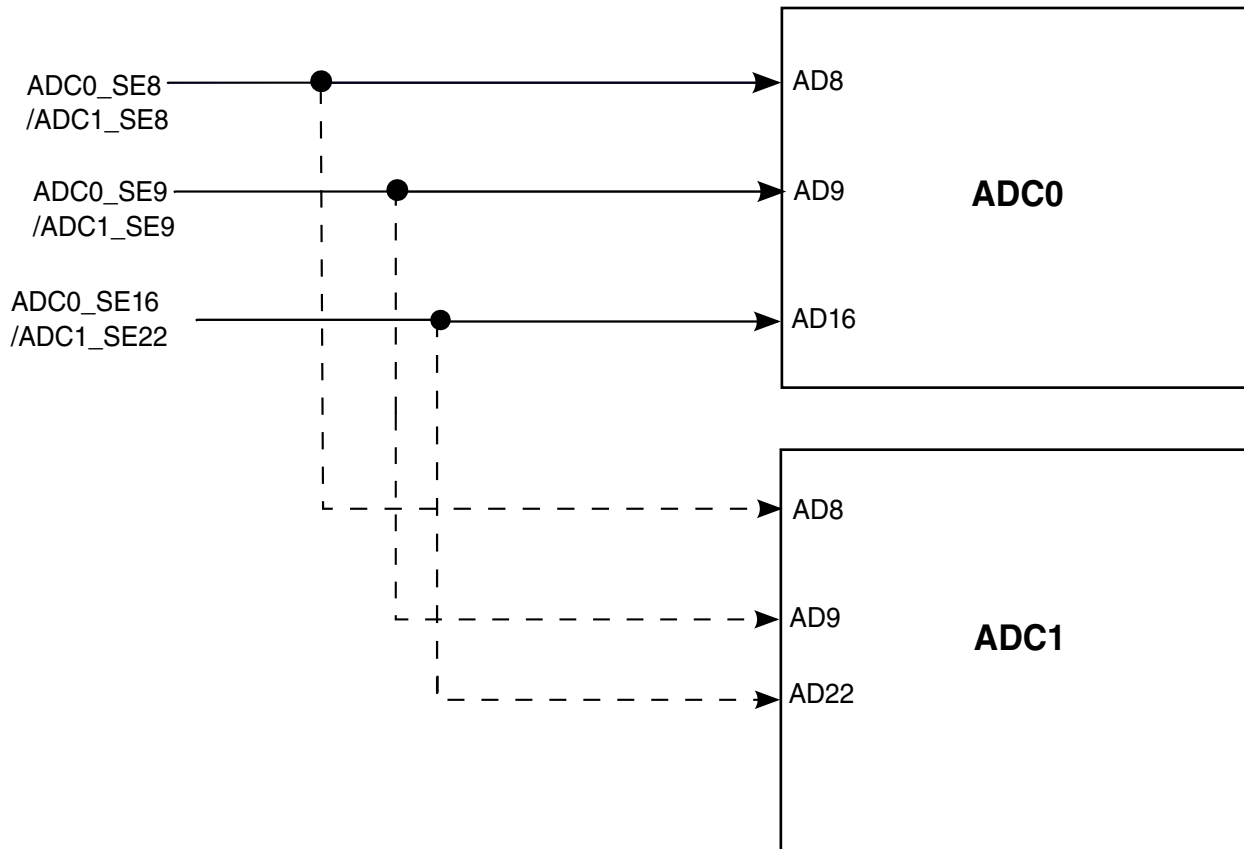 ADC0_SE8
/ADC1_SE8
AD8
ADC0_SE9
/ADC1_SE9
AD9
ADC0
ADC0_SE16
/ADC1_SE22
AD16
AD8
AD9
ADC1
AD22